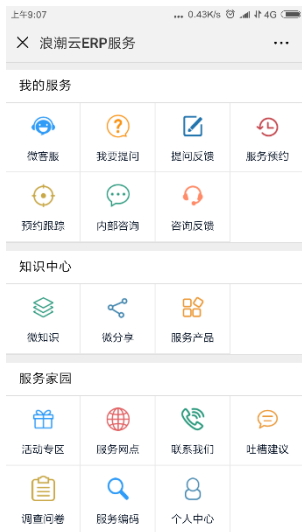 上午9:07
... 0.43K/s 4G
浪潮云ERP服务
我的服务
微客服 我要提问 提问反馈 服务预约
预约跟踪 内部咨询 咨询反馈
知识中心
微知识 微分享 服务产品
服务家园
活动专区 服务网点 联系我们 吐槽建议
调查问卷 服务编码 个人中心